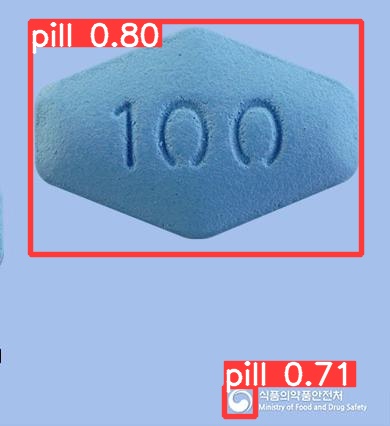 pill 0.80
100
pill 0.71
식품의약품안전처
Ministry of Food and Drug Safety